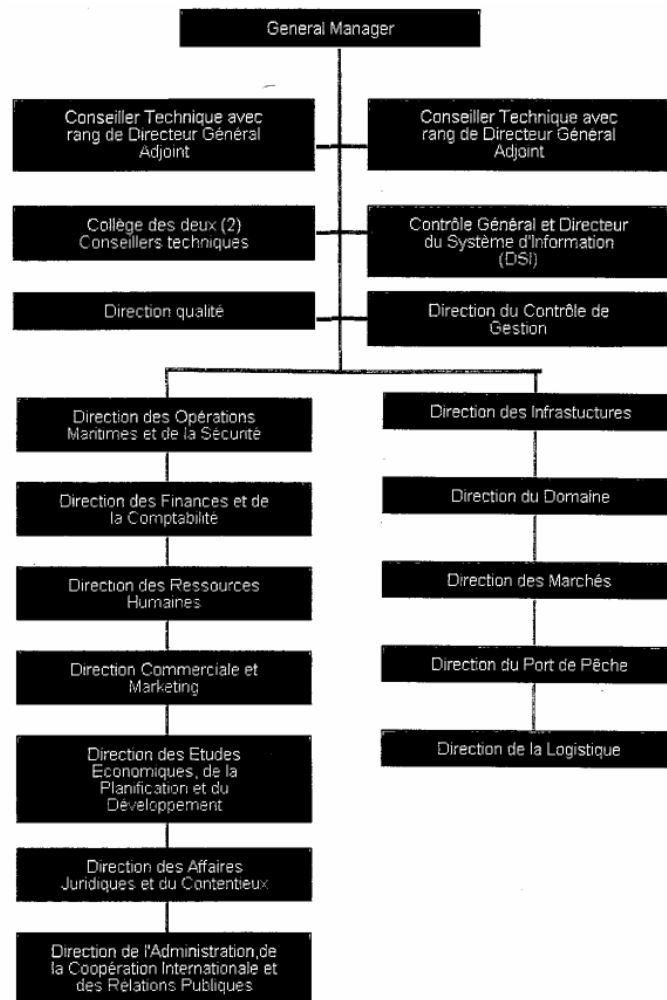 General Manager
Conseiller Technique avec
rang de Directeur Général
Adjoint
Conseiller Technique avec
rang de Directeur Général
Adjoint
Collège des deux (2)
Conseillers techniques
Contrôle Général et Directeur
du Système d'Information
(DSI)
Direction qualité
Direction du Contrôle de
Gestion
Direction des Opérations
Maritimes et de la Sécurité
Direction des Finances et de
la Comptabilité
Direction des Ressources
Humaines
Direction Commerciale et
Marketing
Direction des Etudes
Economiques, de la
Planification et du
Développement
Direction des Affaires
Juridiques et du Contentieux
Direction de l'Administration,de
la Coopération Internationale et
des Rélations Publiques
Direction des Infrastuctures
Direction du Domaine
Direction des Marchés
Direction du Port de Pêche
Direction de la Logistique